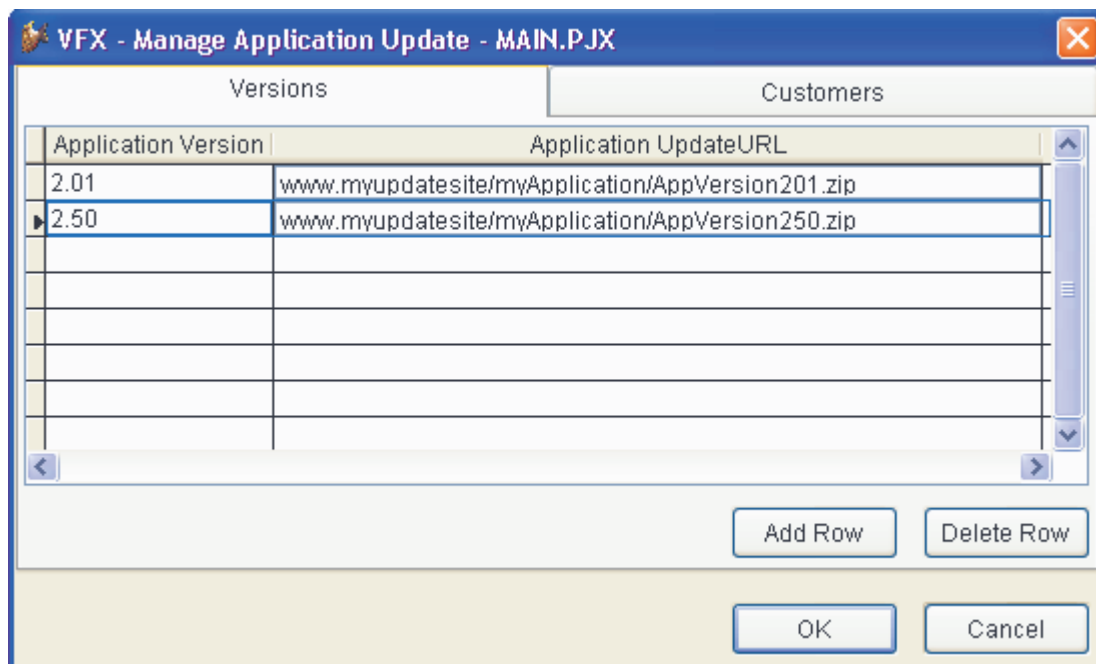 VFX - Manage Application Update - MAIN.PJX
Versions Customers
Application Version Application UpdateURL
2.01 www.myupdatesite/myApplication/AppVersion201.zip
2.50 www.myupdatesite/myApplication/AppVersion250.zip
Add Row Delete Row
OK Cancel